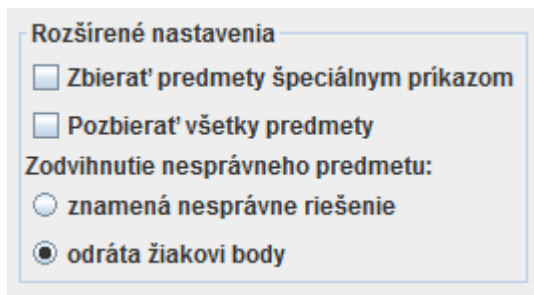 Rozšírené nastavenia
Zbierať predmety špeciálnym príkazom
Pozbierať všetky predmety
Zodvihnutie nesprávneho predmetu:
znamená nesprávne riešenie
odráta žiakovi body